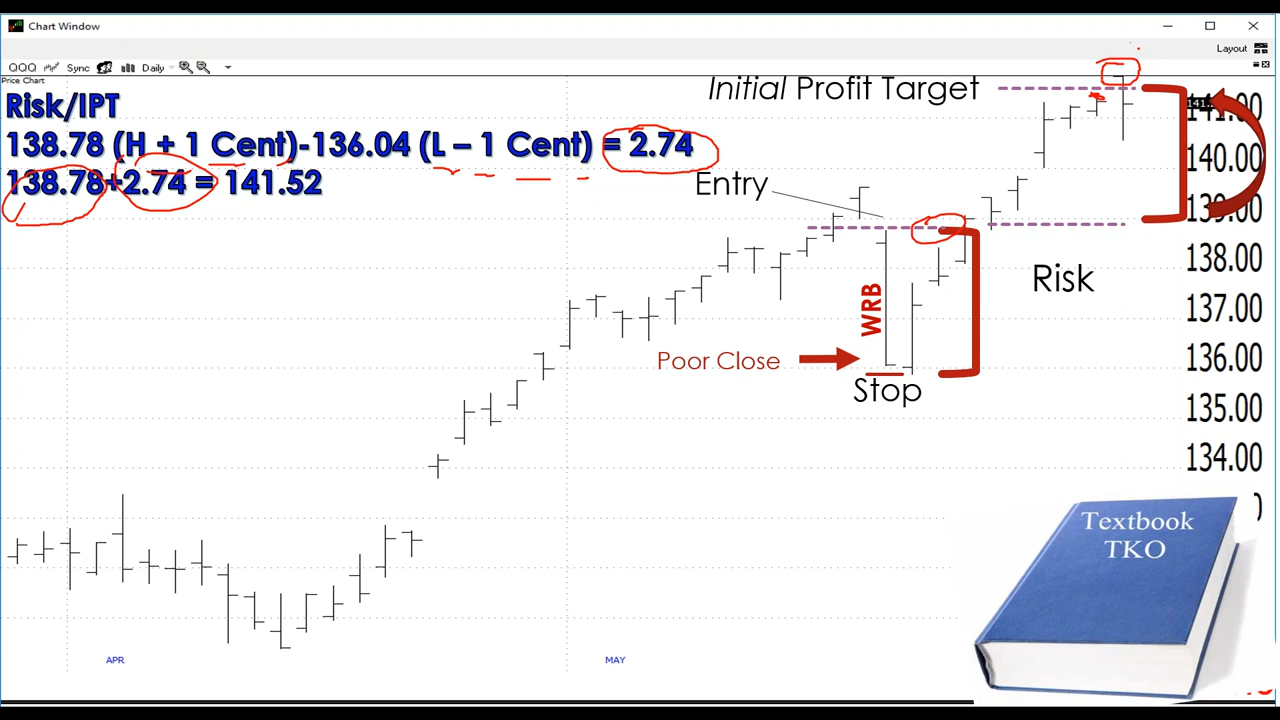 Chart Window
Layout
QQQ Sync Daily
Price Chart
Risk/IPT
138.78 (H + 1 Cent)-136.04 (L – 1 Cent) = 2.74
138.78+2.74 = 141.52
Initial Profit Target
Entry
WRB
Poor Close
Stop
Risk
141.00
140.00
139.00
138.00
137.00
136.00
135.00
134.00
APR
MAY
Textbook
TKO